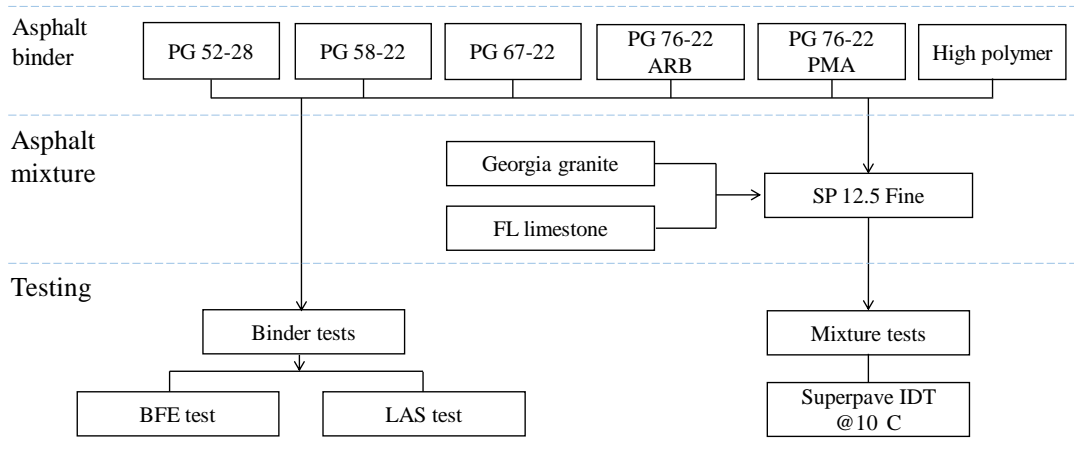 Asphalt
binder
PG 52-28
PG 58-22
PG 67-22
PG 76-22
ARB
PG 76-22
PMA
High polymer
Asphalt
mixture
Georgia granite
SP 12.5 Fine
FL limestone
Testing
Binder tests
Mixture tests
BFE test
LAS test
Superpave IDT
@10 C